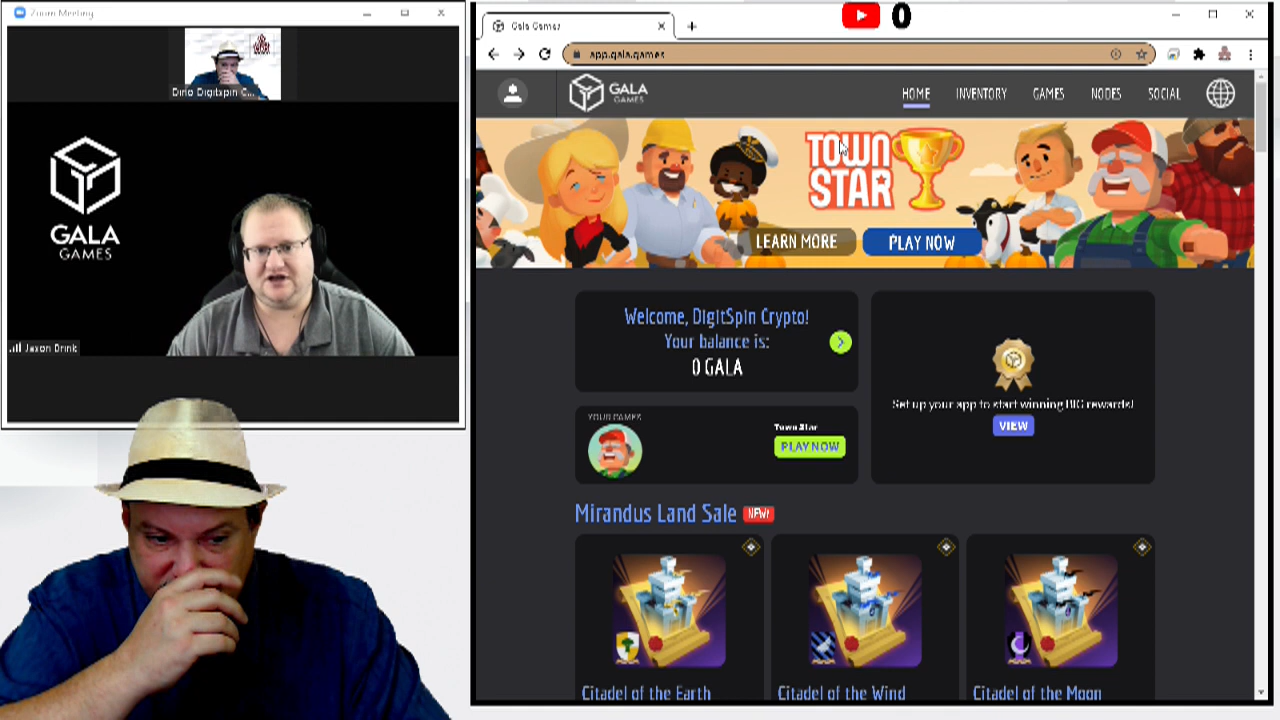 Zoom Meeting
Dino Digitspin C...
GALA
GAMES
Jaxon Drink
0
Gala Games
app.gala.games
GALA
GAMES
HOME
INVENTORY
GAMES
NODES
SOCIAL
TOWN
STAR
LEARN MORE
PLAY NOW
Welcome, DigitSpin Crypto!
Your balance is:
0 GALA
Set up your app to start winning BIG rewards!
VIEW
YOUR GAMES
Town Star
PLAY NOW
Mirandus Land Sale NEW!
Citadel of the Earth
Citadel of the Wind
Citadel of the Moon